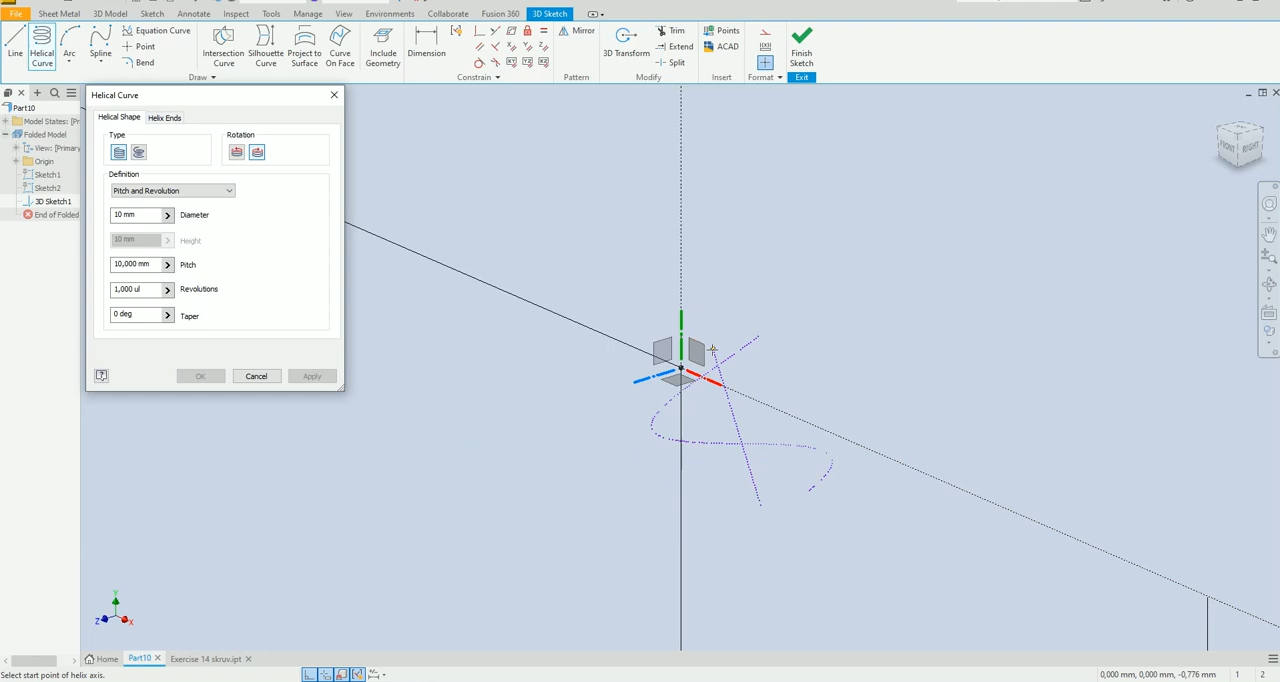 File Sheet Metal 3D Model Sketch Annotate Inspect Tools Manage View Environments Collaborate Fusion 360 3D Sketch
Line
Helical Curve
Arc
Spline
Equation Curve
Point
Bend
Intersection Curve
Silhouette Curve
Project to Surface
Curve On Face
Include Geometry
Dimension
Mirror
3D Transform
Trim
Extend
Split
Points
ACAD
Finish Sketch
Draw
Constrain
Pattern
Modify
Insert
Format
Exit
Part10
Model States: [Pr
Folded Model
View: [Primary
Origin
Sketch1
Sketch2
3D Sketch1
End of Folded
Helical Curve
Helical Shape Helix Ends
Type Rotation
Definition
Pitch and Revolution
10 mm Diameter
10 mm Height
10,000 mm Pitch
1,000 ul Revolutions
0 deg Taper
OK Cancel Apply
FRONT RIGHT
Y
Z X
Home Part10 Exercise 14 skruv.ipt
Select start point of helix axis.
0,000 mm, 0,000 mm, -0,776 mm 1 2